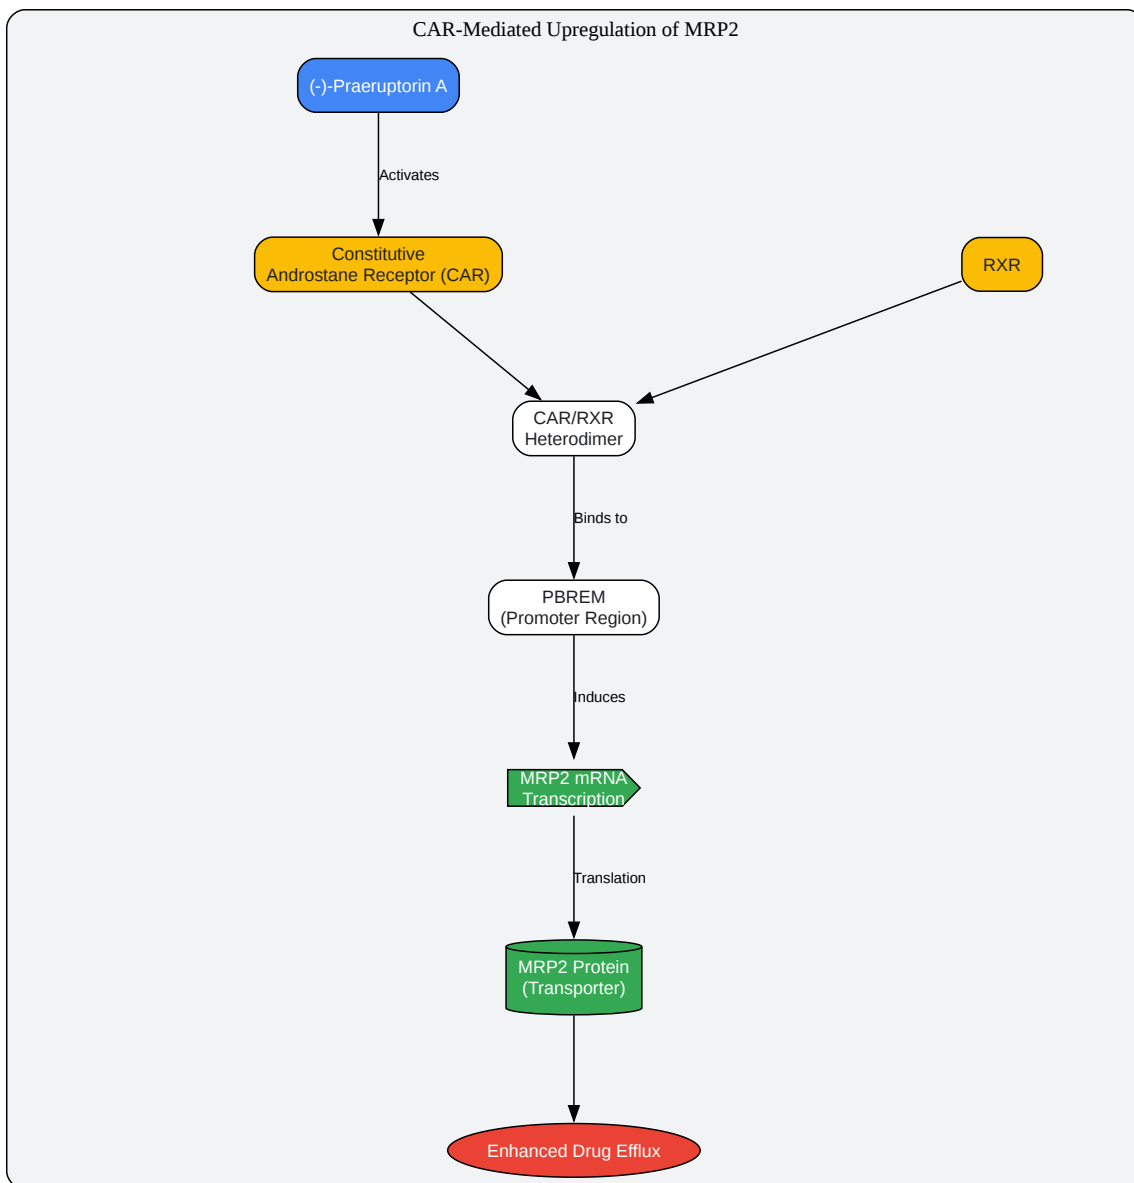 CAR-Mediated Upregulation of MRP2
(-)-Praeruptorin A
Activates
Constitutive
Androstane Receptor (CAR)
RXR
CAR/RXR
Heterodimer
Binds to
PBREM
(Promoter Region)
Induces
MRP2 mRNA
Transcription
Translation
MRP2 Protein
(Transporter)
Enhanced Drug Efflux